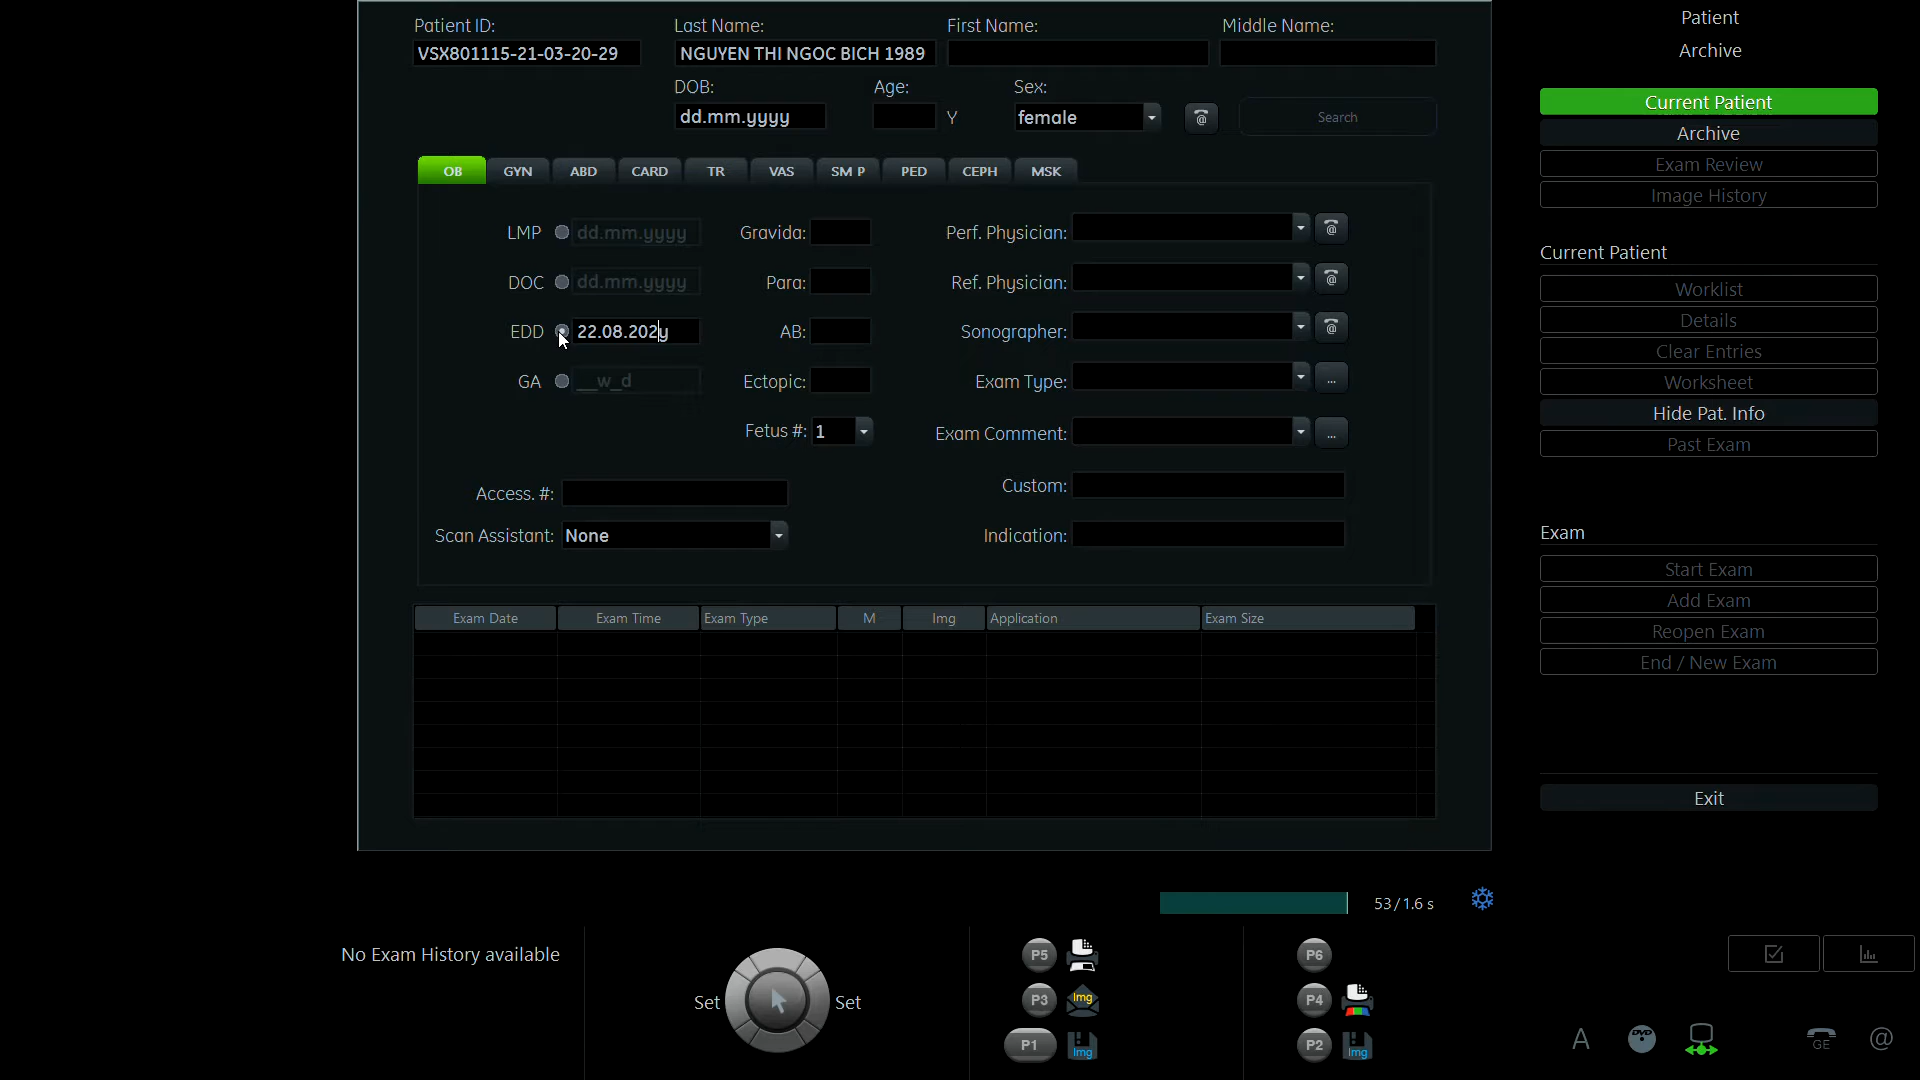 Patient ID: Last Name: First Name: Middle Name:
VSX801115-21-03-20-29 NGUYEN THI NGOC BICH 1989
DOB: Age: Sex:
dd.mm.yyyy Y female Search
OB GYN ABD CARD TR VAS SM P PED CEPH MSK
LMP dd.mm.yyyy Gravida: Perf. Physician: @
DOC dd.mm.yyyy Para: Ref. Physician: @
EDD 22.08.202y AB: Sonographer: @
GA __w_d Ectopic: Exam Type: ...
Fetus #: 1 Exam Comment: ...
Access. #: Custom:
Scan Assistant: None Indication:
Exam Date Exam Time Exam Type M Img Application Exam Size
53/1.6 s
No Exam History available
Set Set
P5
P3 Img
P1 Img
P6
P4
P2 Img
Patient
Archive
Current Patient
Archive
Exam Review
Image History
Current Patient
Worklist
Details
Clear Entries
Worksheet
Hide Pat. Info
Past Exam
Exam
Start Exam
Add Exam
Reopen Exam
End / New Exam
Exit
A DVD GE @